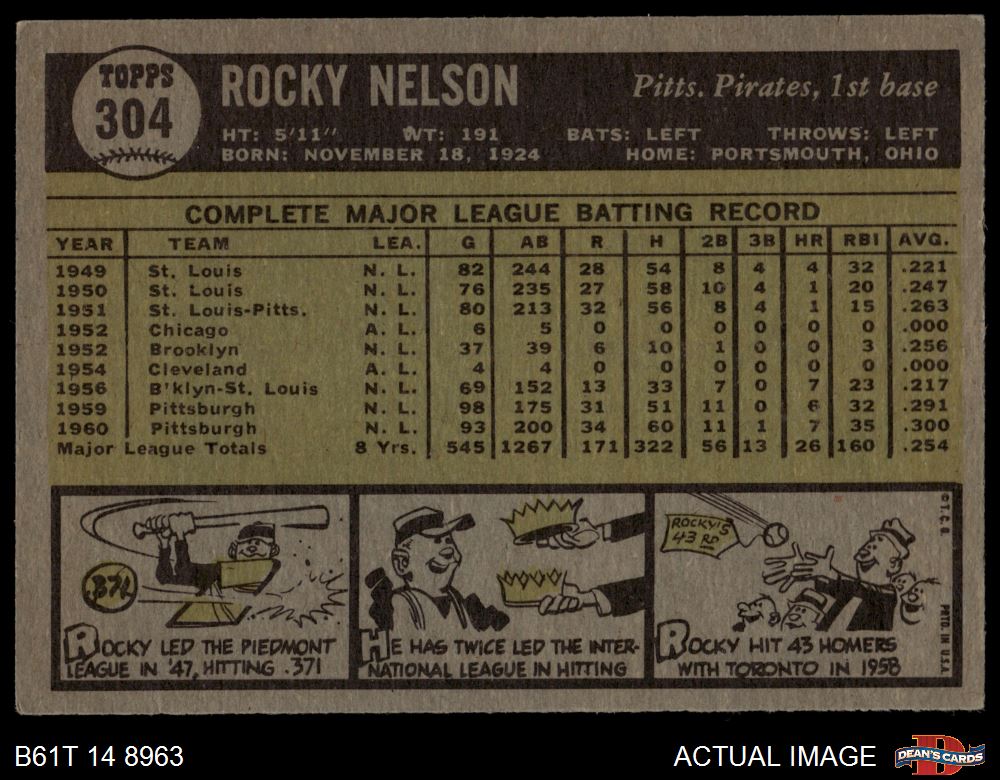 TOPPS
304
ROCKY NELSON
Pitts. Pirates, 1st base
HT: 5'11" WT: 191 BATS: LEFT THROWS: LEFT
BORN: NOVEMBER 18, 1924 HOME: PORTSMOUTH, OHIO
COMPLETE MAJOR LEAGUE BATTING RECORD
YEAR TEAM LEA. G AB R H 2B 3B HR RBI AVG.
1949 St. Louis N. L. 82 244 28 54 8 4 4 32 .221
1950 St. Louis N. L. 76 235 27 58 10 4 1 20 .247
1951 St. Louis-Pitts. N. L. 80 213 32 56 8 4 1 15 .263
1952 Chicago A. L. 6 5 0 0 0 0 0 0 .000
1952 Brooklyn N. L. 37 39 6 10 1 0 0 3 .256
1954 Cleveland A. L. 4 4 0 0 0 0 0 0 .000
1956 B'klyn-St. Louis N. L. 69 152 13 33 7 0 7 23 .217
1959 Pittsburgh N. L. 98 175 31 51 11 0 6 32 .291
1960 Pittsburgh N. L. 93 200 34 60 11 1 7 35 .300
Major League Totals 8 Yrs. 545 1267 171 322 56 13 26 160 .254
.371
ROCKY LED THE PIEDMONT
LEAGUE IN '47, HITTING .371
HE HAS TWICE LED THE INTER-
NATIONAL LEAGUE IN HITTING
ROCKY'S
43 RD
ROCKY HIT 43 HOMERS
WITH TORONTO IN 1958
© T. C. G. PRTD. IN U.S.A.
B61T 14 8963
ACTUAL IMAGE
DEAN'S CARDS